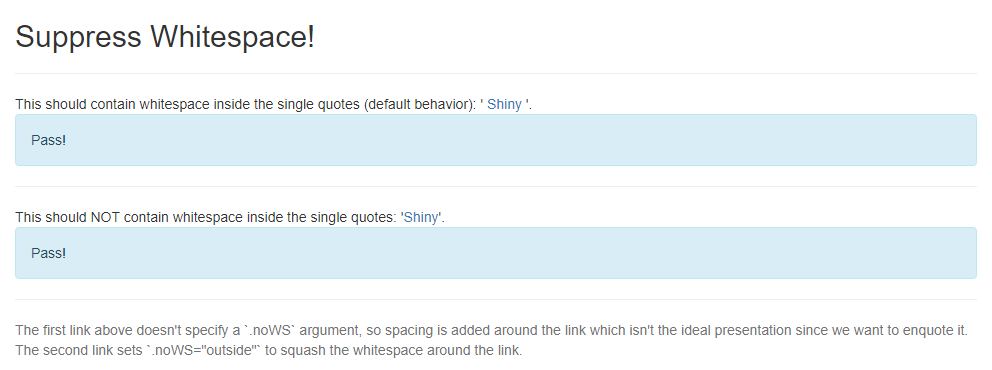 Suppress Whitespace!
This should contain whitespace inside the single quotes (default behavior): ' Shiny '.
Pass!
This should NOT contain whitespace inside the single quotes: 'Shiny'.
Pass!
The first link above doesn't specify a `.noWS` argument, so spacing is added around the link which isn't the ideal presentation since we want to enquote it.
The second link sets `.noWS="outside"` to squash the whitespace around the link.